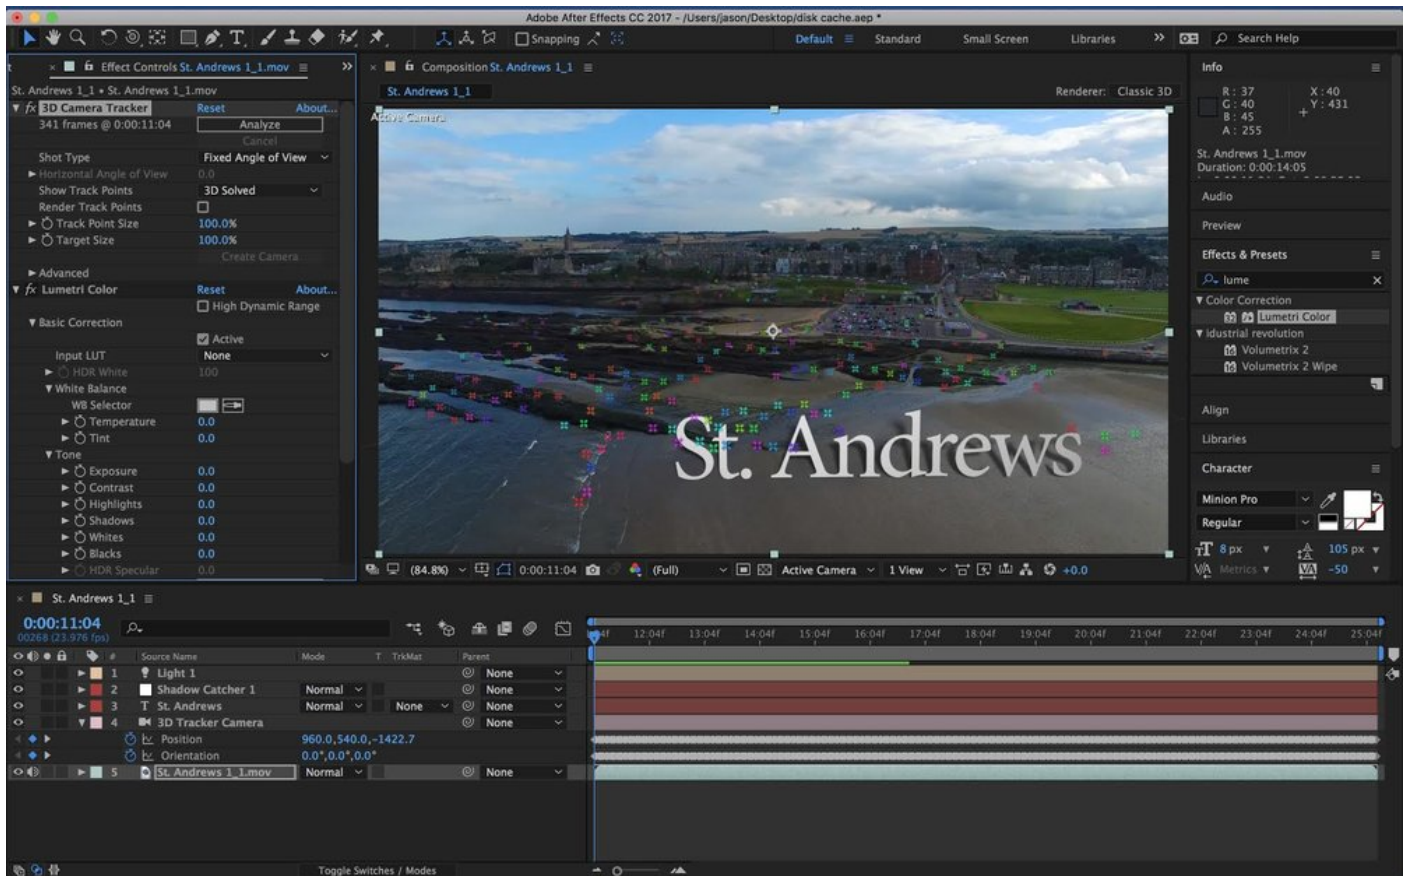 Adobe After Effects CC 2017 - /Users/jason/Desktop/disk cache.aep *
Snapping
Default
Standard
Small Screen
Libraries
Search Help
Effect Controls St. Andrews 1_1.mov
St. Andrews 1_1 • St. Andrews 1_1.mov
fx 3D Camera Tracker Reset About...
341 frames @ 0:00:11:04 Analyze
Cancel
Shot Type Fixed Angle of View
Horizontal Angle of View 0.0
Show Track Points 3D Solved
Render Track Points
Track Point Size 100.0%
Target Size 100.0%
Create Camera
Advanced
fx Lumetri Color Reset About...
High Dynamic Range
Basic Correction
Active
Input LUT None
HDR White 100
White Balance
WB Selector
Temperature 0.0
Tint 0.0
Tone
Exposure 0.0
Contrast 0.0
Highlights 0.0
Shadows 0.0
Whites 0.0
Blacks 0.0
HDR Specular 0.0
Composition St. Andrews 1_1
St. Andrews 1_1
Renderer: Classic 3D
Active Camera
St. Andrews
(84.8%) 0:00:11:04 (Full) Active Camera 1 View +0.0
Info
R : 37 X : 40
G : 40 Y : 431
B : 45
A : 255
St. Andrews 1_1.mov
Duration: 0:00:14:05
Audio
Preview
Effects & Presets
lume
Color Correction
Lumetri Color
idustrial revolution
Volumetrix 2
Volumetrix 2 Wipe
Align
Libraries
Character
Minion Pro
Regular
8 px 105 px
Metrics -50
St. Andrews 1_1
0:00:11:04
00268 (23.976 fps)
12:04f 13:04f 14:04f 15:04f 16:04f 17:04f 18:04f 19:04f 20:04f 21:04f 22:04f 23:04f 24:04f 25:04f
# Source Name Mode T TrkMat Parent
1 Light 1 None
2 Shadow Catcher 1 Normal None
3 T St. Andrews Normal None None
4 3D Tracker Camera None
Position 960.0,540.0,-1422.7
Orientation 0.0°,0.0°,0.0°
5 St. Andrews 1_1.mov Normal None
Toggle Switches / Modes